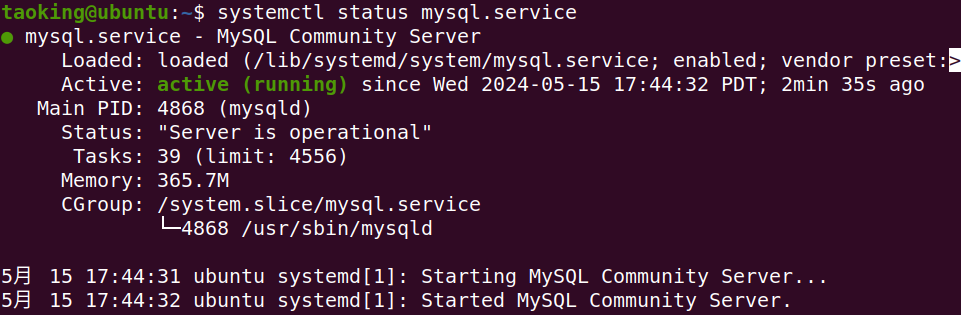 taoking@ubuntu:~$ systemctl status mysql.service
● mysql.service - MySQL Community Server
     Loaded: loaded (/lib/systemd/system/mysql.service; enabled; vendor preset:>
     Active: active (running) since Wed 2024-05-15 17:44:32 PDT; 2min 35s ago
   Main PID: 4868 (mysqld)
     Status: "Server is operational"
      Tasks: 39 (limit: 4556)
     Memory: 365.7M
     CGroup: /system.slice/mysql.service
             └─4868 /usr/sbin/mysqld
5月 15 17:44:31 ubuntu systemd[1]: Starting MySQL Community Server...
5月 15 17:44:32 ubuntu systemd[1]: Started MySQL Community Server.